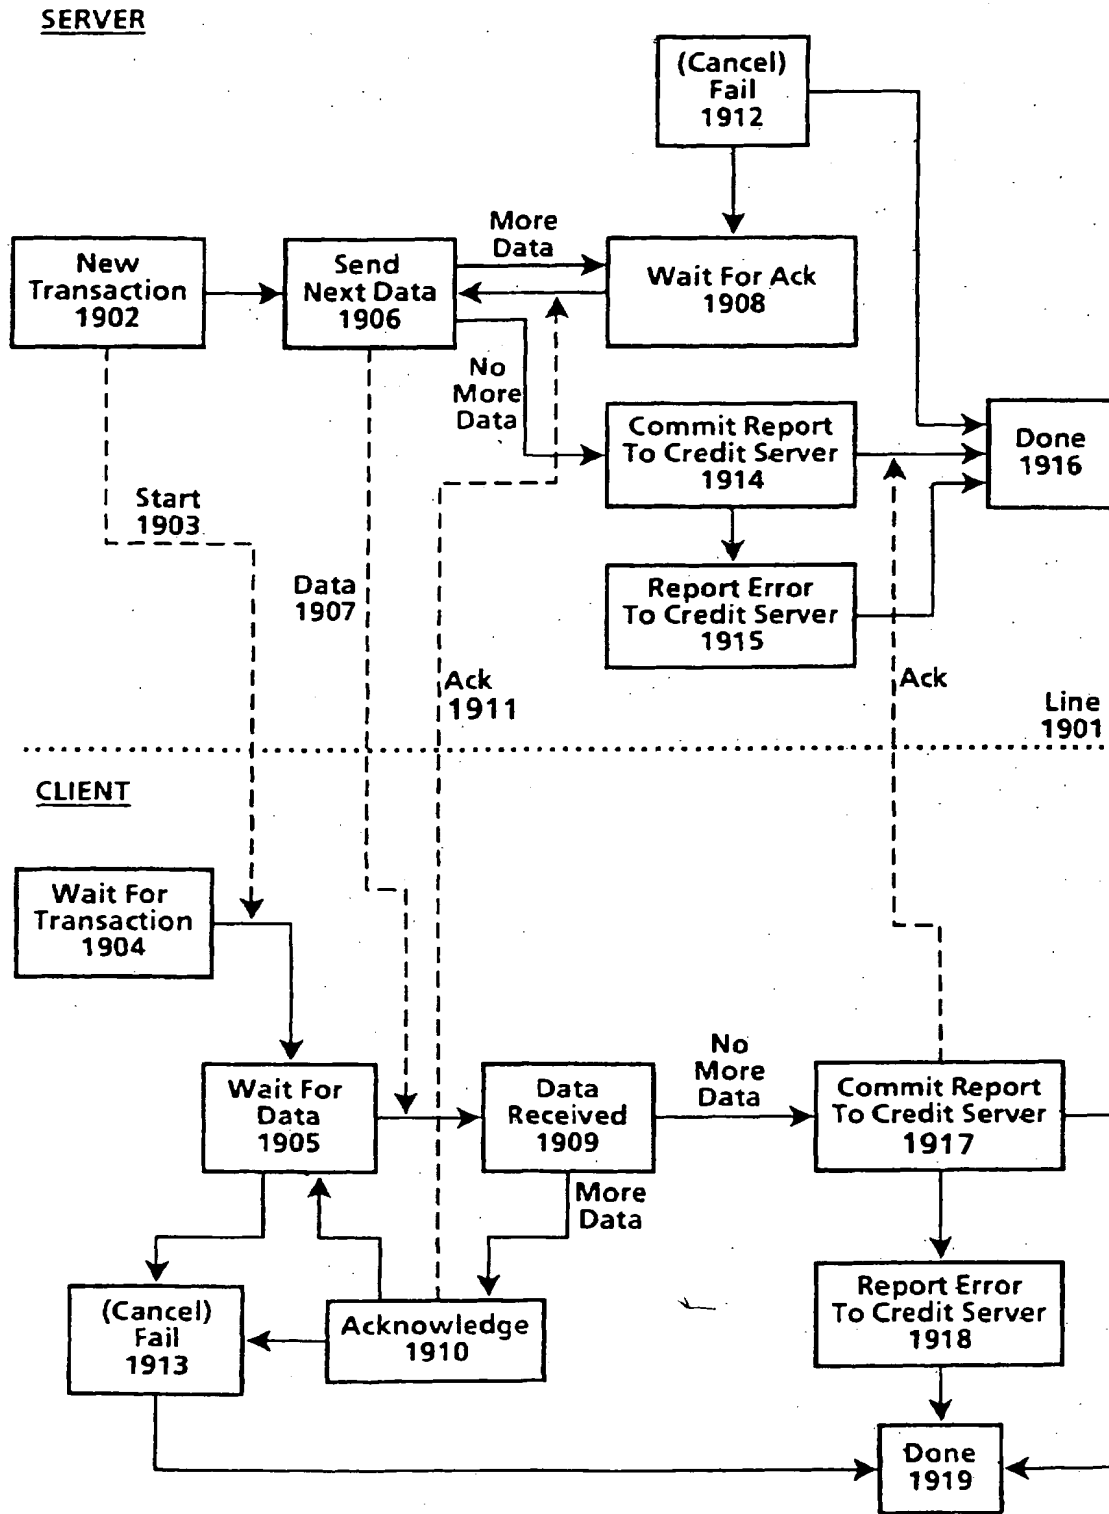 SERVER
(Cancel)
Fail
1912
New
Transaction
1902
Send
Next Data
1906
More
Data
Wait For Ack
1908
No
More
Data
Commit Report
To Credit Server
1914
Done
1916
Start
1903
Data
1907
Report Error
To Credit Server
1915
Ack
1911
Ack
Line
1901
CLIENT
Wait For
Transaction
1904
Wait For
Data
1905
Data
Received
1909
No
More
Data
Commit Report
To Credit Server
1917
More
Data
(Cancel)
Fail
1913
Acknowledge
1910
Report Error
To Credit Server
1918
Done
1919